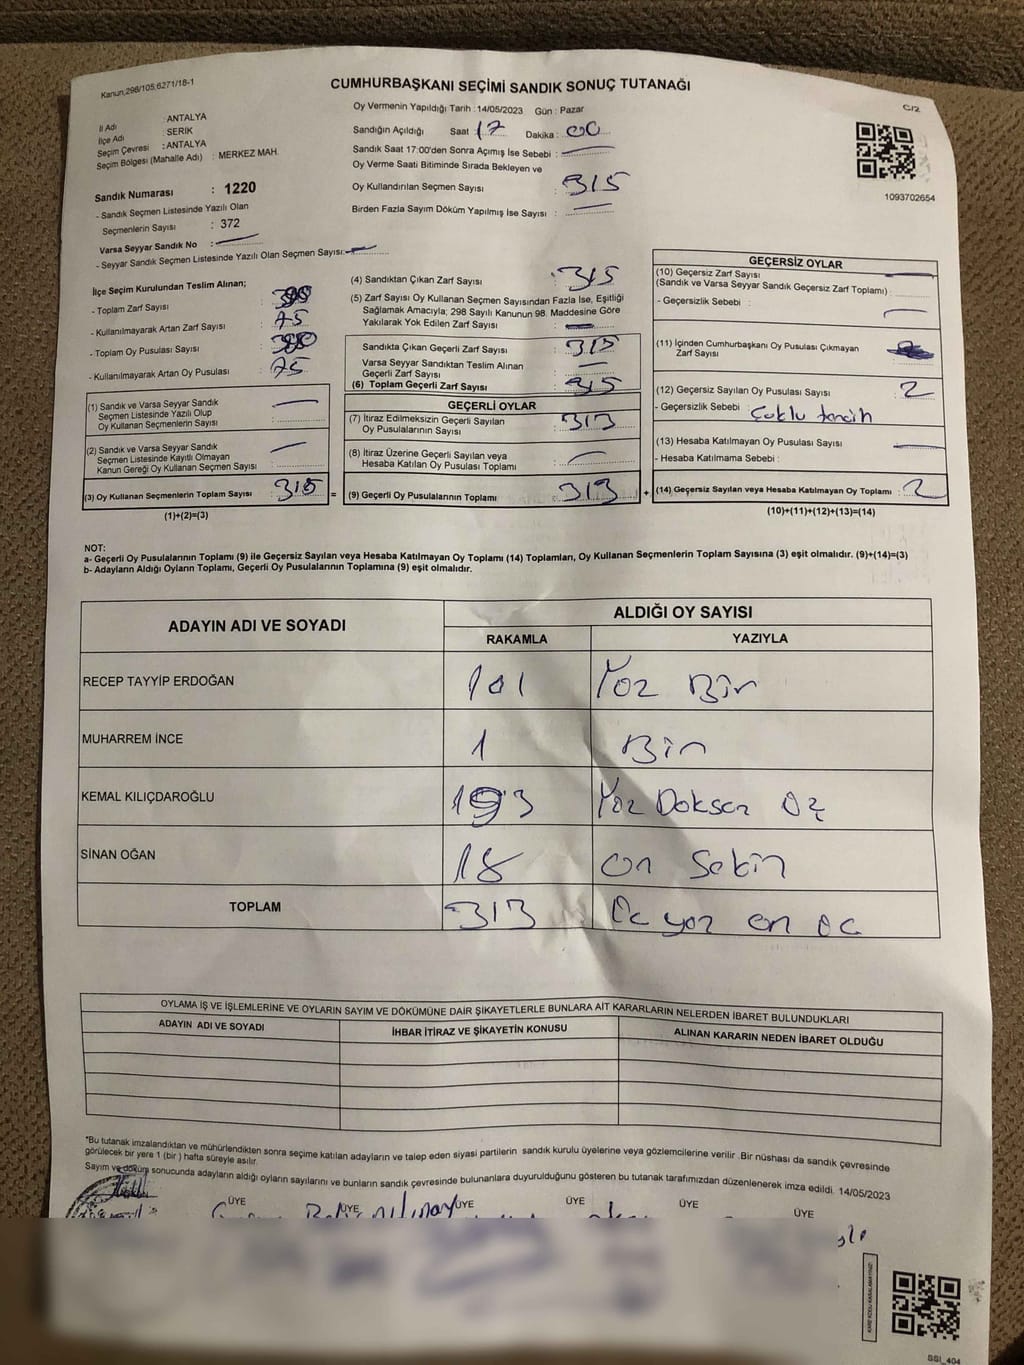 Kanun,298/105;6271/18-1
CUMHURBAŞKANI SEÇİMİ SANDIK SONUÇ TUTANAĞI
C/2
İl Adı : ANTALYA
İlçe Adı : SERİK
Seçim Çevresi : ANTALYA
Seçim Bölgesi (Mahalle Adı) : MERKEZ MAH.
Sandık Numarası : 1220
- Sandık Seçmen Listesinde Yazılı Olan
Seçmenlerin Sayısı : 372
Varsa Seyyar Sandık No :
- Seyyar Sandık Seçmen Listesinde Yazılı Olan Seçmen Sayısı:
Oy Vermenin Yapıldığı Tarih : 14/05/2023 Gün : Pazar
Sandığın Açıldığı Saat : 17 Dakika : 00
Sandık Saat 17:00'den Sonra Açımış İse Sebebi :
Oy Verme Saati Bitiminde Sırada Bekleyen ve
Oy Kullandırılan Seçmen Sayısı : 315
Birden Fazla Sayım Döküm Yapılmış İse Sayısı :
1093702654
İlçe Seçim Kurulundan Teslim Alınan;
- Toplam Zarf Sayısı :
- Kullanılmayarak Artan Zarf Sayısı : 75
- Toplam Oy Pusulası Sayısı :
- Kullanılmayarak Artan Oy Pusulası : 75
(1) Sandık ve Varsa Seyyar Sandık
Seçmen Listesinde Yazılı Olup
Oy Kullanan Seçmenlerin Sayısı :
(2) Sandık ve Varsa Seyyar Sandık
Seçmen Listesinde Kayıtlı Olmayan
Kanun Gereği Oy Kullanan Seçmen Sayısı :
(3) Oy Kullanan Seçmenlerin Toplam Sayısı : 315 =
(1)+(2)=(3)
(4) Sandıktan Çıkan Zarf Sayısı : 315
(5) Zarf Sayısı Oy Kullanan Seçmen Sayısından Fazla İse, Eşitliği
Sağlamak Amacıyla; 298 Sayılı Kanunun 98. Maddesine Göre
Yakılarak Yok Edilen Zarf Sayısı :
Sandıkta Çıkan Geçerli Zarf Sayısı : 315
Varsa Seyyar Sandıktan Teslim Alınan
Geçerli Zarf Sayısı :
(6) Toplam Geçerli Zarf Sayısı : 315
GEÇERLİ OYLAR
(7) İtiraz Edilmeksizin Geçerli Sayılan
Oy Pusulalarının Sayısı : 313
(8) İtiraz Üzerine Geçerli Sayılan veya
Hesaba Katılan Oy Pusulası Toplamı :
(9) Geçerli Oy Pusulalarının Toplamı : 313 +
GEÇERSİZ OYLAR
(10) Geçersiz Zarf Sayısı
(Sandık ve Varsa Seyyar Sandık Geçersiz Zarf Toplamı) :
- Geçersizlik Sebebi :
(11) İçinden Cumhurbaşkanı Oy Pusulası Çıkmayan
Zarf Sayısı :
(12) Geçersiz Sayılan Oy Pusulası Sayısı : 2
- Geçersizlik Sebebi : Çoklu tercih
(13) Hesaba Katılmayan Oy Pusulası Sayısı :
- Hesaba Katılmama Sebebi :
(14) Geçersiz Sayılan veya Hesaba Katılmayan Oy Toplamı : 2
(10)+(11)+(12)+(13)=(14)
NOT:
a- Geçerli Oy Pusulalarının Toplamı (9) ile Geçersiz Sayılan veya Hesaba Katılmayan Oy Toplamı (14) Toplamları, Oy Kullanan Seçmenlerin Toplam Sayısına (3) eşit olmalıdır. (9)+(14)=(3)
b- Adayların Aldığı Oyların Toplamı, Geçerli Oy Pusulalarının Toplamına (9) eşit olmalıdır.
ADAYIN ADI VE SOYADI
ALDIĞI OY SAYISI
RAKAMLA YAZIYLA
RECEP TAYYİP ERDOĞAN 101 Yüz Bir
MUHARREM İNCE 1 Bir
KEMAL KILIÇDAROĞLU 193 Yüz Doksan Üç
SİNAN OĞAN 18 on Sekiz
TOPLAM 313 Üç yüz on üç
OYLAMA İŞ VE İŞLEMLERİNE VE OYLARIN SAYIM VE DÖKÜMÜNE DAİR ŞİKAYETLERLE BUNLARA AİT KARARLARIN NELERDEN İBARET BULUNDUKLARI
ADAYIN ADI VE SOYADI İHBAR İTİRAZ VE ŞİKAYETİN KONUSU ALINAN KARARIN NEDEN İBARET OLDUĞU
*Bu tutanak imzalandıktan ve mühürlendikten sonra seçime katılan adayların ve talep eden siyasi partilerin sandık kurulu üyelerine veya gözlemcilerine verilir .Bir nüshası da sandık çevresinde
görülecek bir yere 1 (bir ) hafta süreyle asılır.
Sayım ve döküm sonucunda adayların aldığı oyların sayılarını ve bunların sandık çevresinde bulunanlara duyurulduğunu gösteren bu tutanak tarafımızdan düzenlenerek imza edildi. 14/05/2023
ÜYE ÜYE ÜYE ÜYE ÜYE ÜYE
KARE KODU KARALAMAYINIZ!
SSI_404